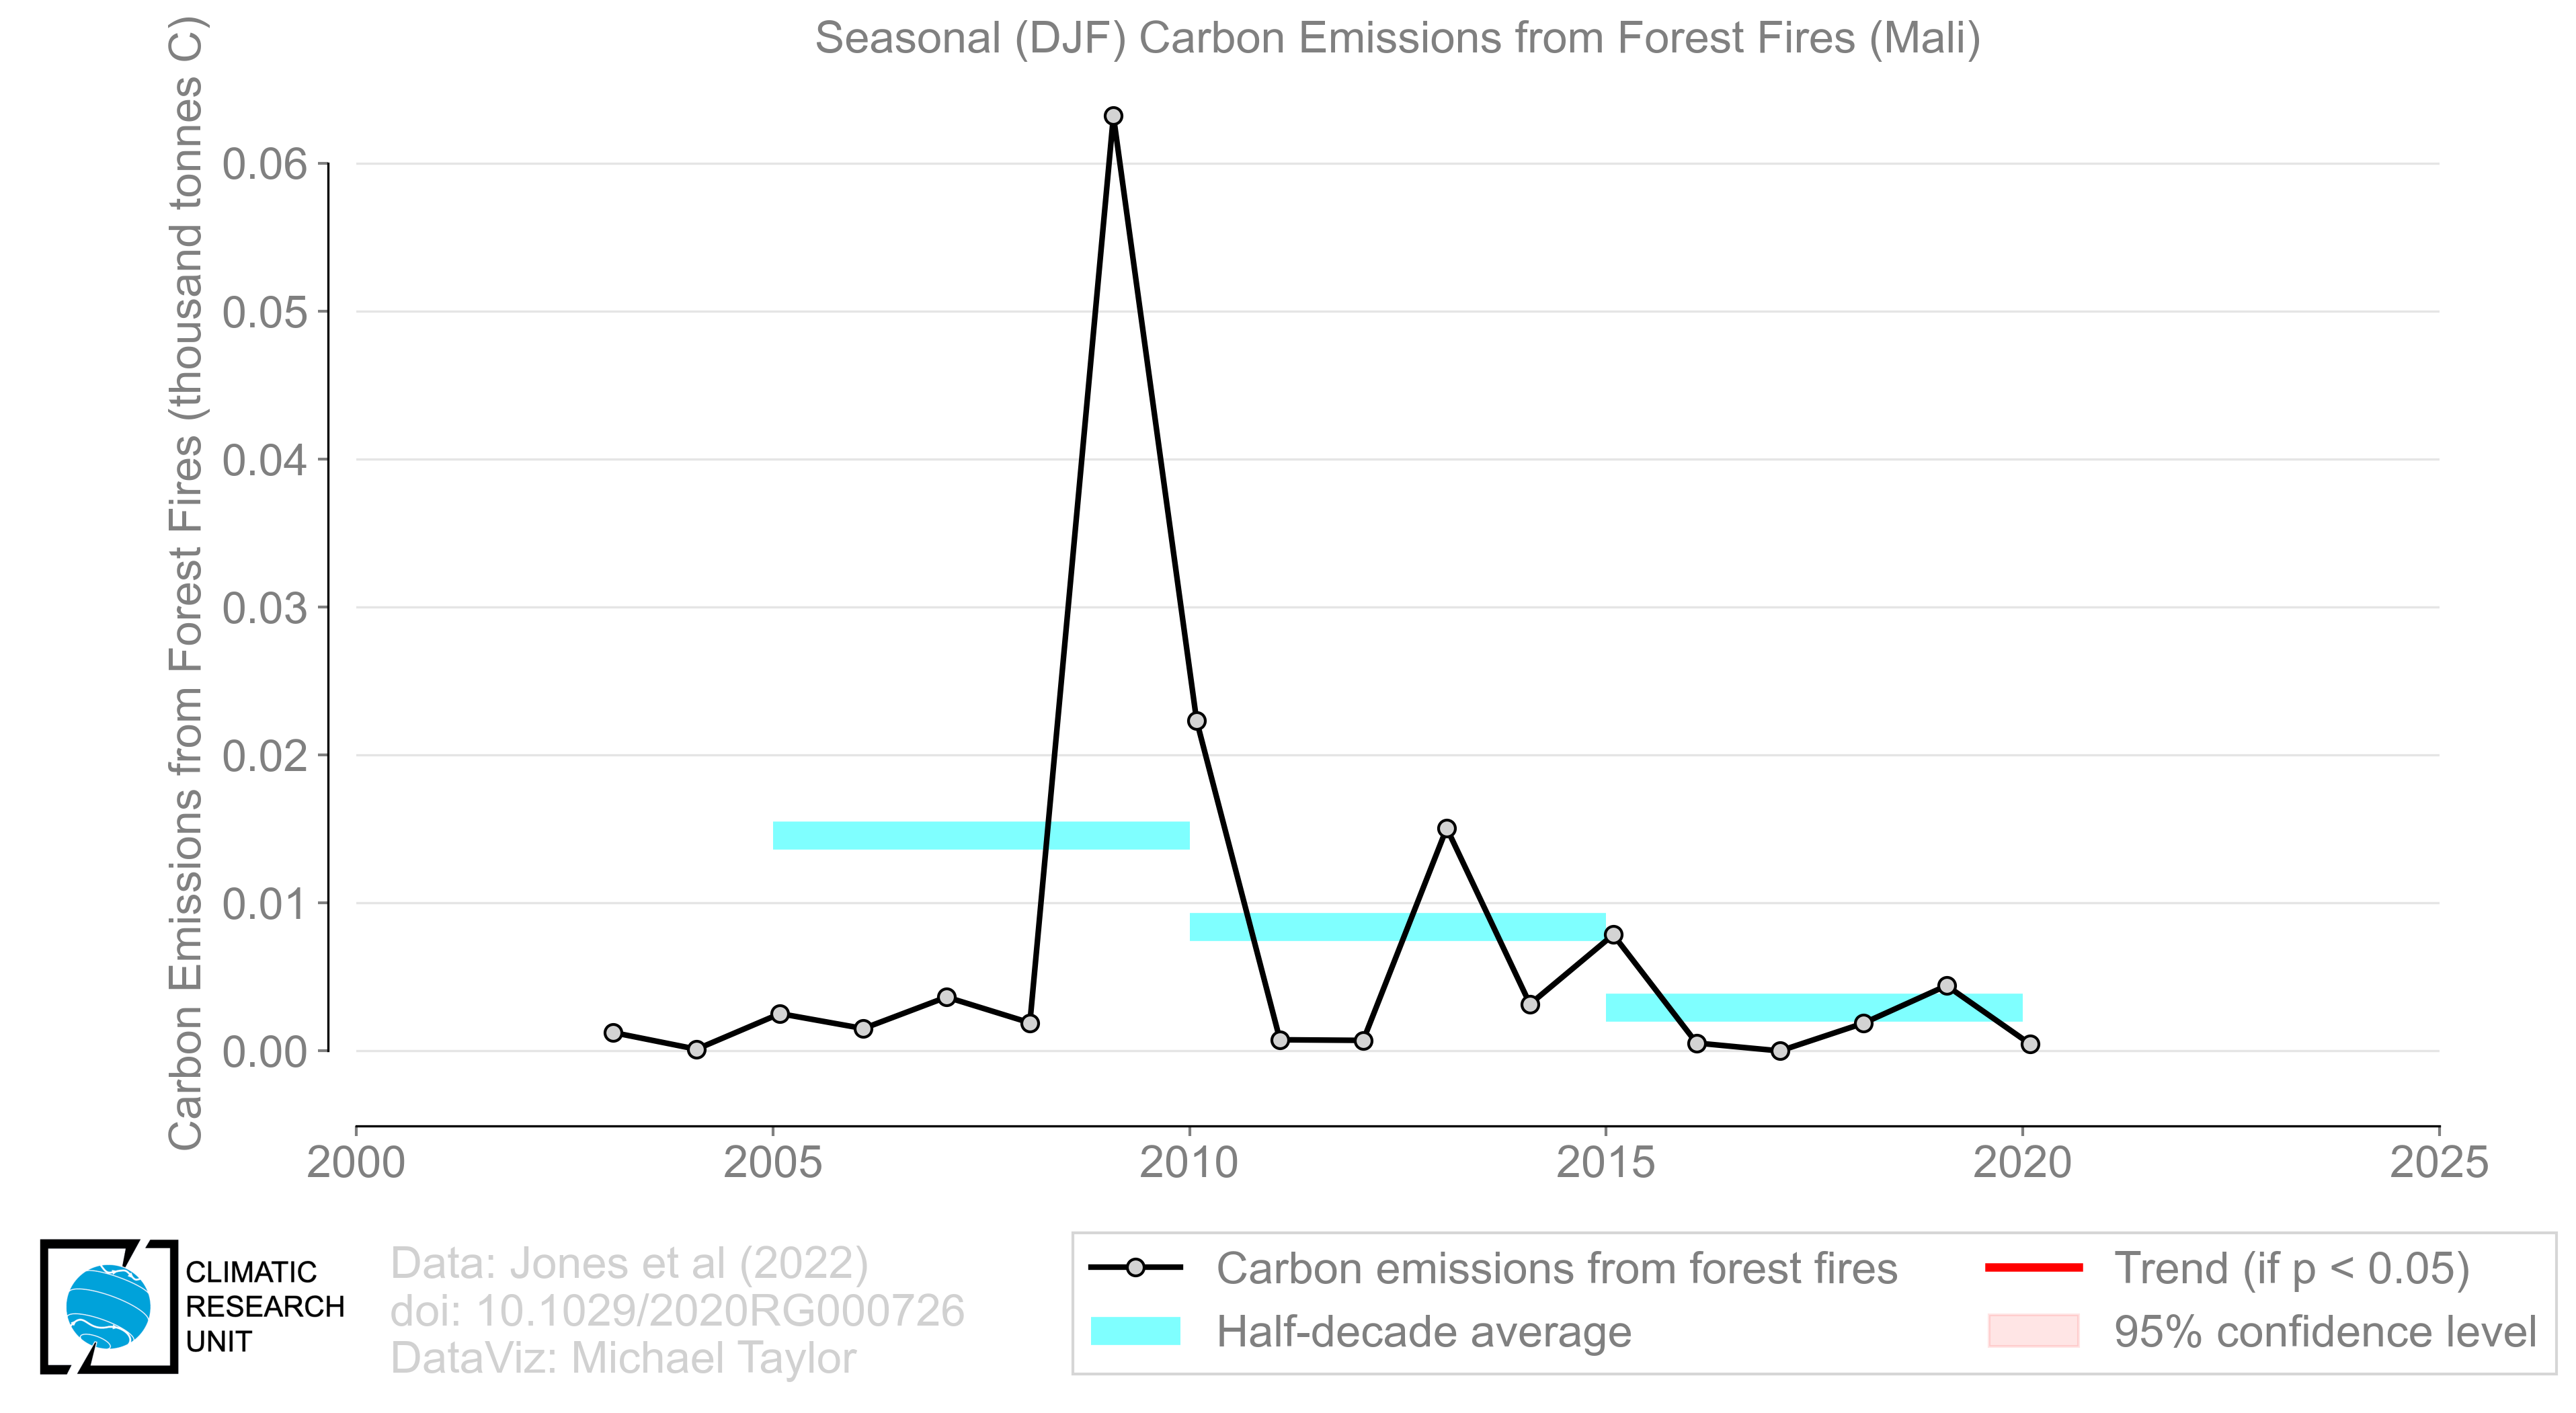 Seasonal (DJF) Carbon Emissions from Forest Fires (Mali)
Carbon Emissions from Forest Fires (thousand tonnes C)
0.06
0.05
0.04
0.03
0.02
0.01
0.00
2000
2005
2010
2015
2020
2025
CLIMATIC
RESEARCH
UNIT
Data: Jones et al (2022)
doi: 10.1029/2020RG000726
DataViz: Michael Taylor
Carbon emissions from forest fires
Half-decade average
Trend (if p < 0.05)
95% confidence level